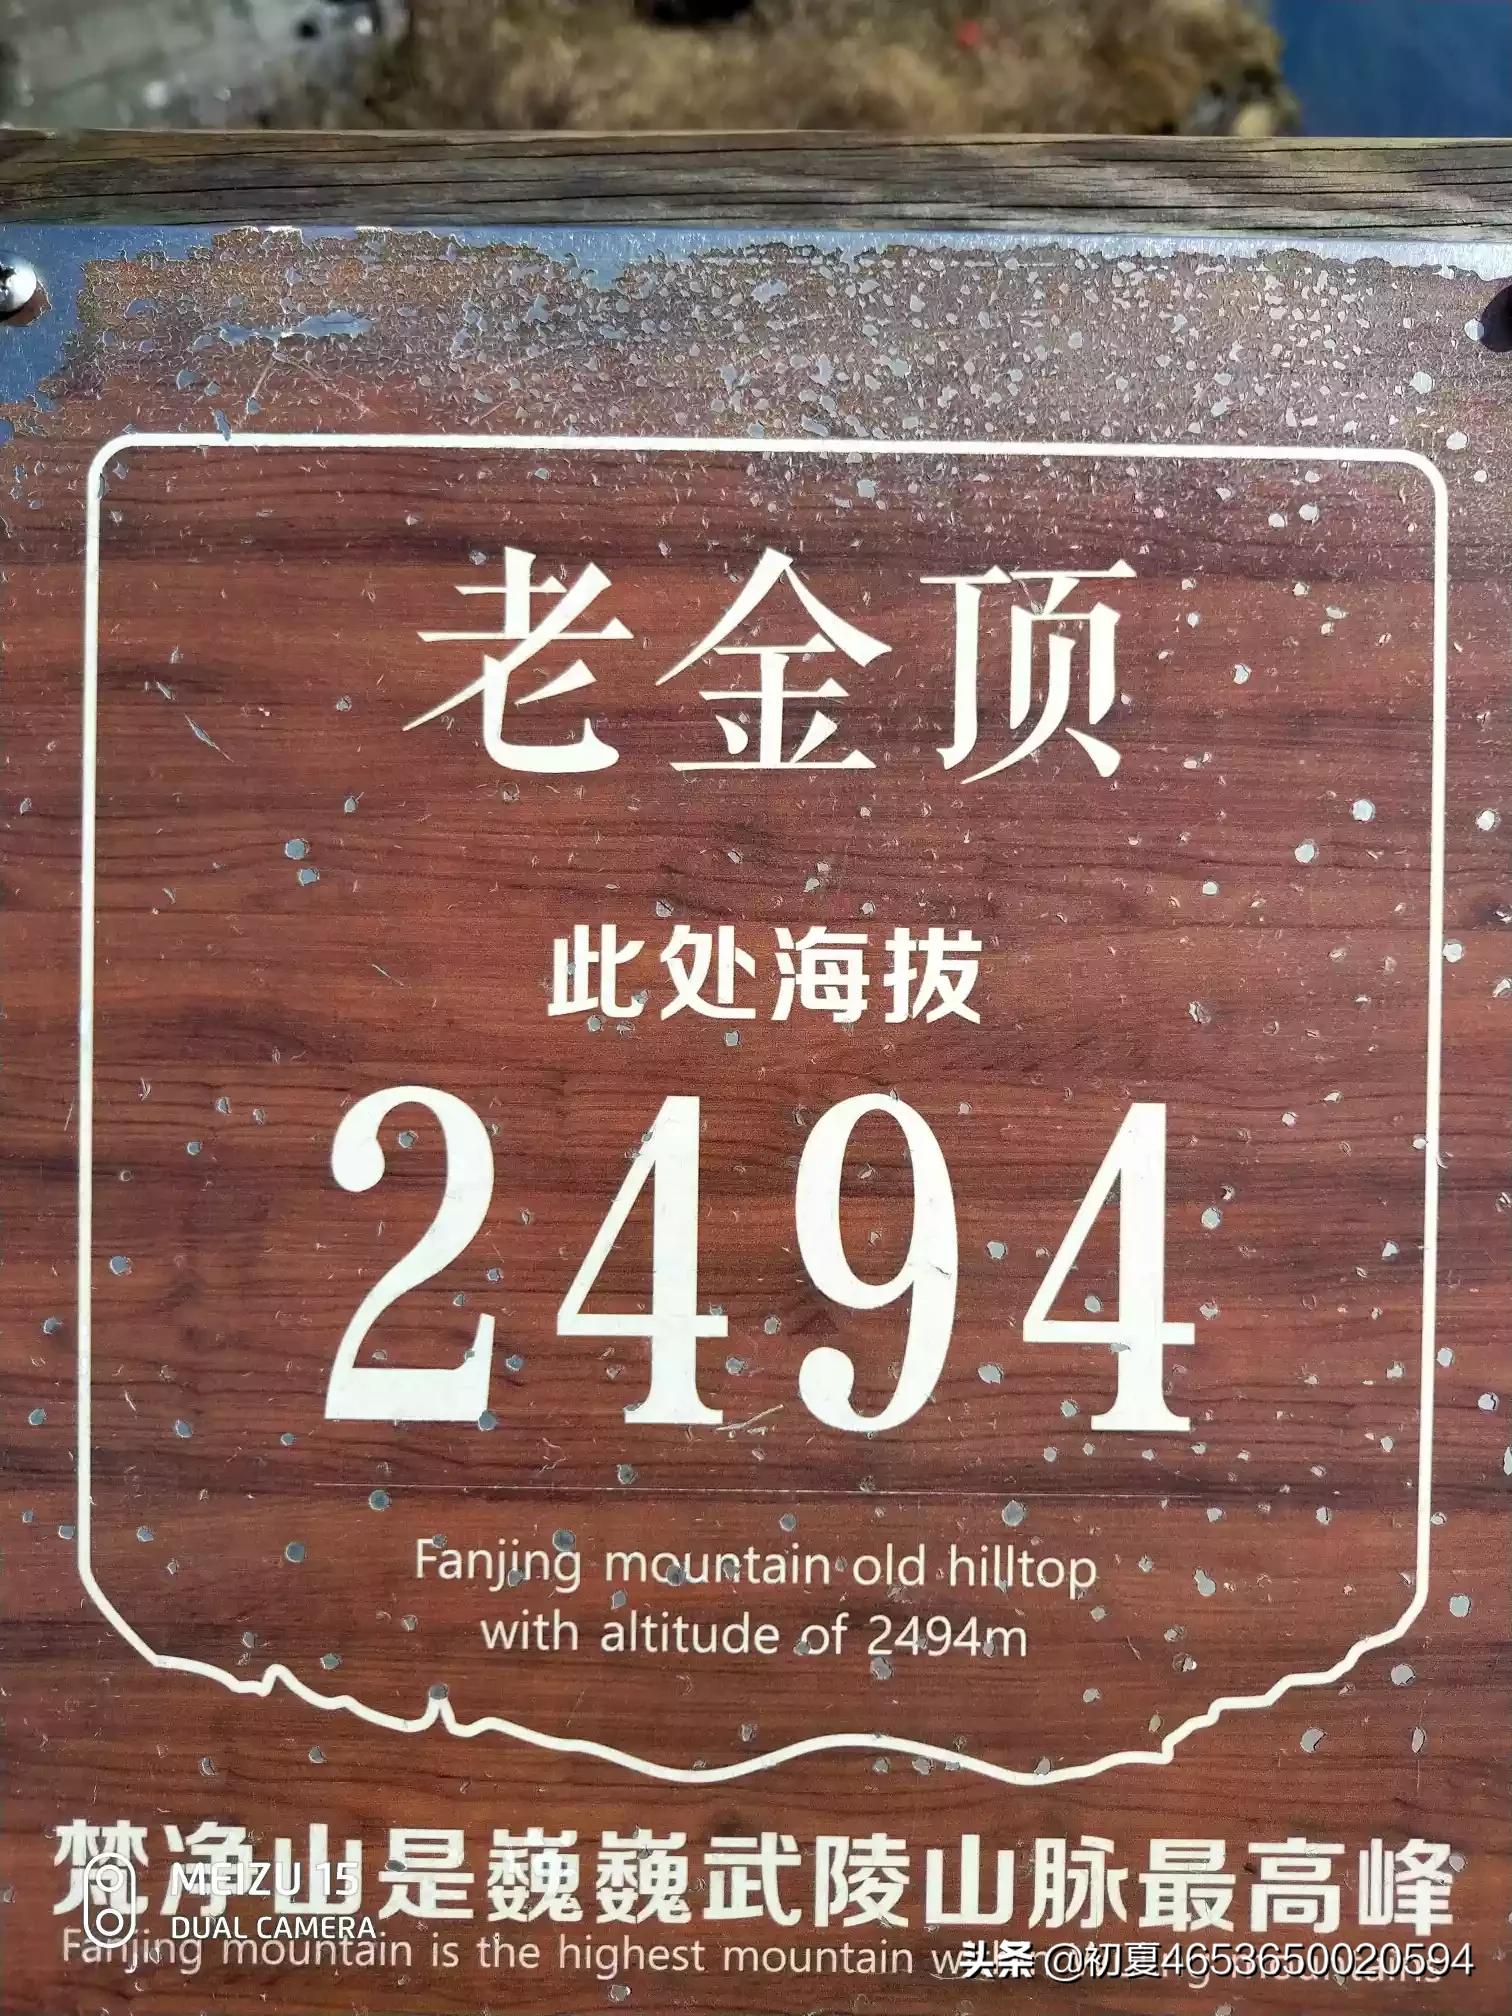 老金顶
此处海拔
2494
Fanjing mountain old hilltop
with altitude of 2494m
梵净山是巍巍武陵山脉最高峰
MEIZU 15
DUAL CAMERA
Fanjing mountain is the highest mountain
头条 @初夏4653650020594